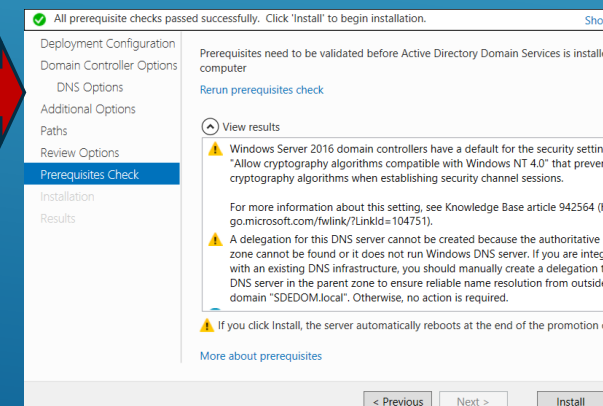 All prerequisite checks passed successfully. Click 'Install' to begin installation.
Deployment Configuration
Domain Controller Options
DNS Options
Additional Options
Paths
Review Options
Prerequisites Check
Installation
Results
Prerequisites need to be validated before Active Directory Domain Services is
computer
Rerun prerequisites check
View results
Windows Server 2016 domain controllers have a default for the security
"Allow cryptography algorithms compatible with Windows NT 4.0" that
cryptography algorithms when establishing security channel sessions.
For more information about this setting, see Knowledge Base article 942564
go.microsoft.com/fwlink/?LinkId=104751).
A delegation for this DNS server cannot be created because the authoritative
zone cannot be found or it does not run Windows DNS server. If you are
with an existing DNS infrastructure, you should manually create a delegation
DNS server in the parent zone to ensure reliable name resolution from
domain "SDEDOM.local". Otherwise, no action is required.
If you click Install, the server automatically reboots at the end of the promotion
More about prerequisites
< Previous
Next >
Install